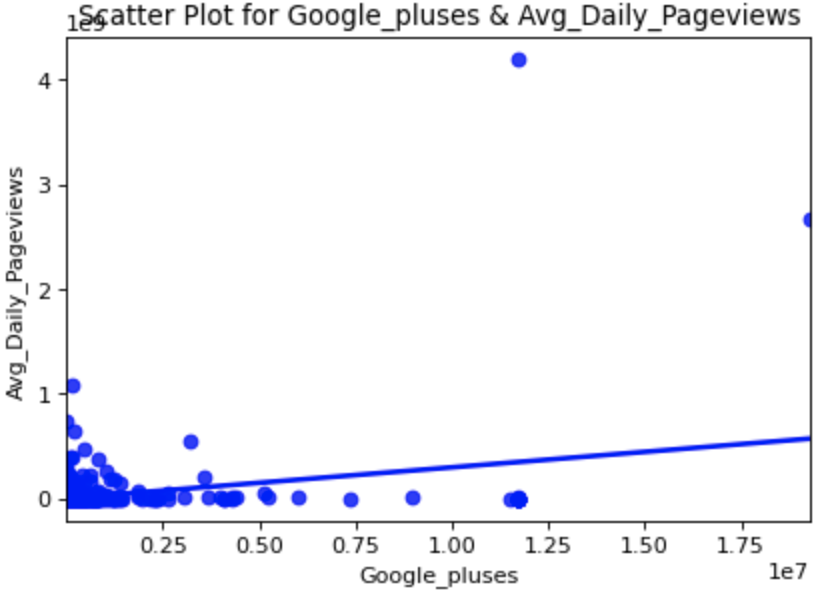 Scatter Plot for Google_pluses & Avg_Daily_Pageviews
1e9
4
3
2
1
0
Avg_Daily_Pageviews
0.25 0.50 0.75 1.00 1.25 1.50 1.75
Google_pluses
1e7